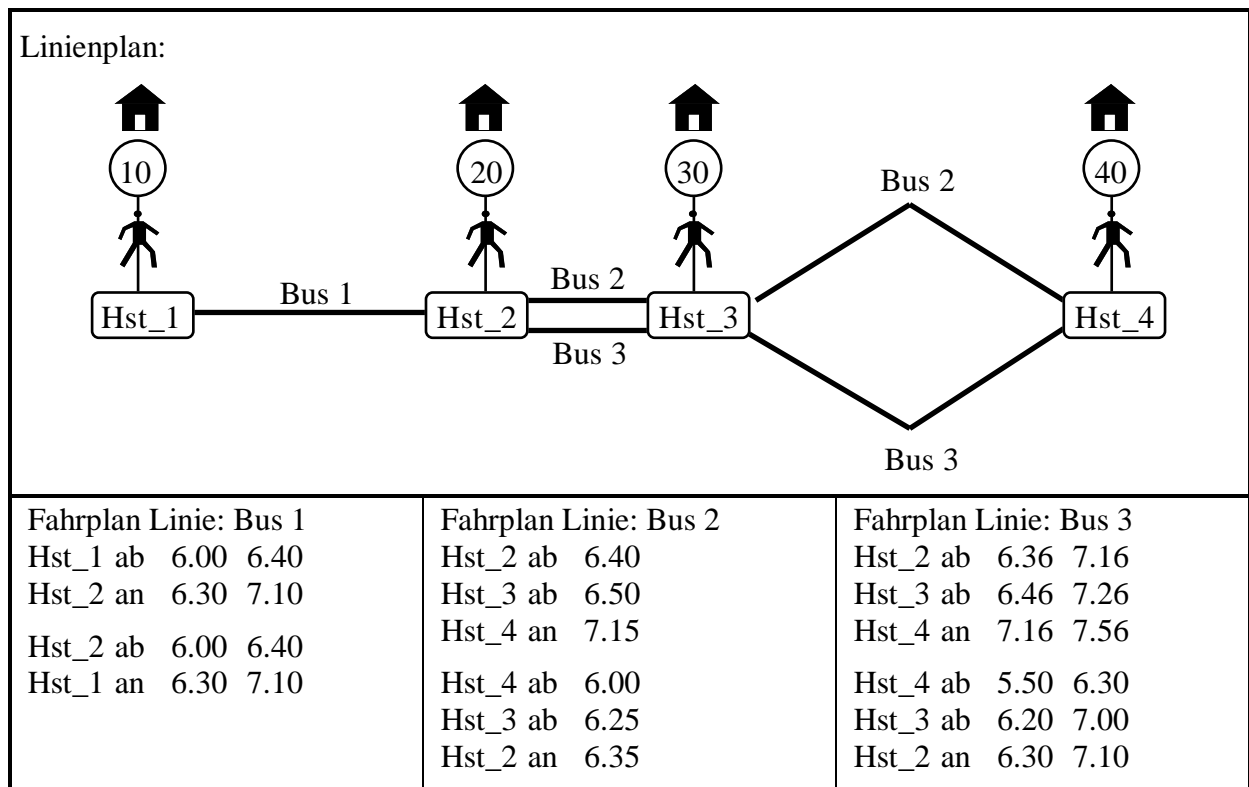 Linienplan:
10 20 30 40
Bus 2
Bus 1 Bus 2
Hst_1 Hst_2 Hst_3 Hst_4
Bus 3
Bus 3
Fahrplan Linie: Bus 1
Hst_1 ab 6.00 6.40
Hst_2 an 6.30 7.10
Hst_2 ab 6.00 6.40
Hst_1 an 6.30 7.10
Fahrplan Linie: Bus 2
Hst_2 ab 6.40
Hst_3 ab 6.50
Hst_4 an 7.15
Hst_4 ab 6.00
Hst_3 ab 6.25
Hst_2 an 6.35
Fahrplan Linie: Bus 3
Hst_2 ab 6.36 7.16
Hst_3 ab 6.46 7.26
Hst_4 an 7.16 7.56
Hst_4 ab 5.50 6.30
Hst_3 ab 6.20 7.00
Hst_2 an 6.30 7.10